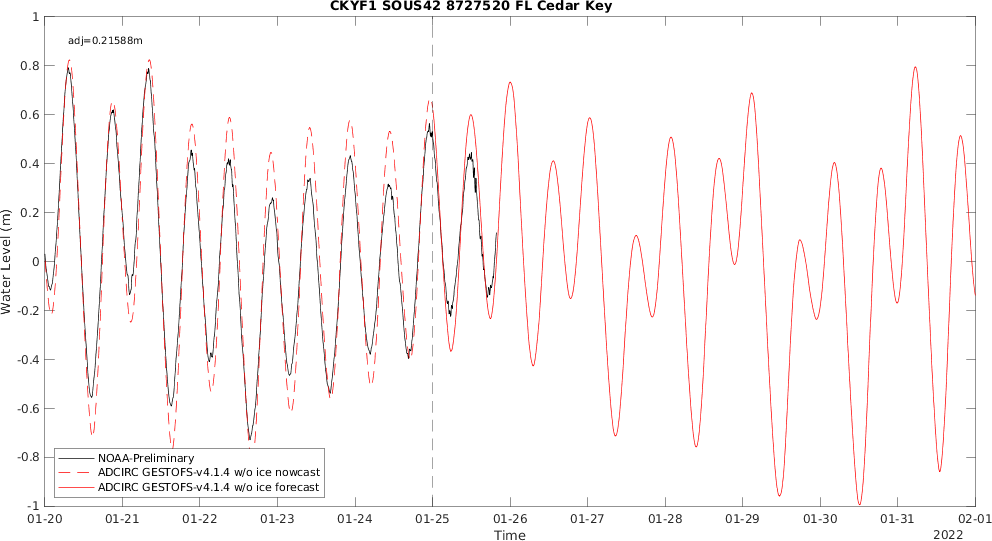 CKYF1 SOUS42 8727520 FL Cedar Key
adj=0.21588m
1
0.8
0.6
0.4
0.2
0
-0.2
-0.4
-0.6
-0.8
-1
Water Level (m)
NOAA-Preliminary
ADCIRC GESTOFS-v4.1.4 w/o ice nowcast
ADCIRC GESTOFS-v4.1.4 w/o ice forecast
01-20 01-21 01-22 01-23 01-24 01-25 01-26 01-27 01-28 01-29 01-30 01-31 02-01
Time
2022